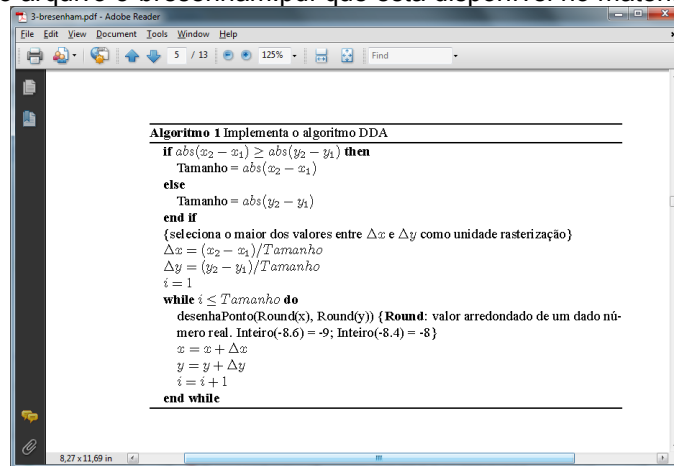 arquivo 3-bresenham.pdf que está disponível no mate
3-bresenham.pdf - Adobe Reader
File Edit View Document Tools Window Help
5 / 13 125% Find
Algoritmo 1 Implementa o algoritmo DDA
if abs(x₂ − x₁) ≥ abs(y₂ − y₁) then
Tamanho = abs(x₂ − x₁)
else
Tamanho = abs(y₂ − y₁)
end if
{seleciona o maior dos valores entre Δx e Δy como unidade rasterização}
Δx = (x₂ − x₁)/Tamanho
Δy = (y₂ − y₁)/Tamanho
i = 1
while i ≤ Tamanho do
desenhaPonto(Round(x), Round(y)) {Round: valor arredondado de um dado nú-
mero real. Inteiro(-8.6) = -9; Inteiro(-8.4) = -8}
x = x + Δx
y = y + Δy
i = i + 1
end while
8,27 x 11,69 in